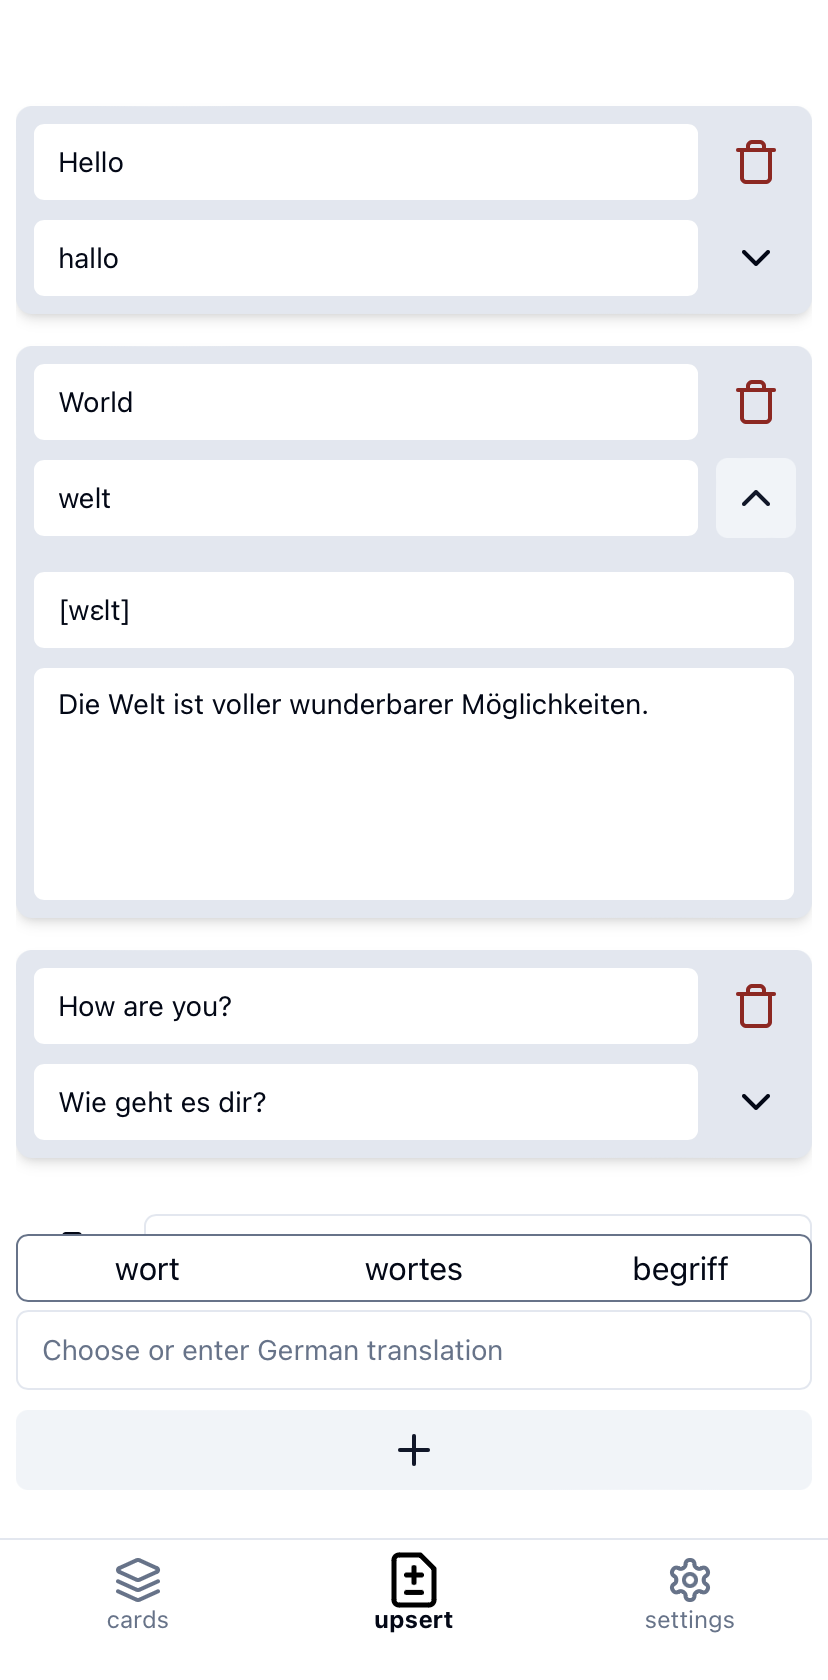 Hello
hallo
World
welt
[wɛlt]
Die Welt ist voller wunderbarer Möglichkeiten.
How are you?
Wie geht es dir?
wort wortes begriff
Choose or enter German translation
cards upsert settings